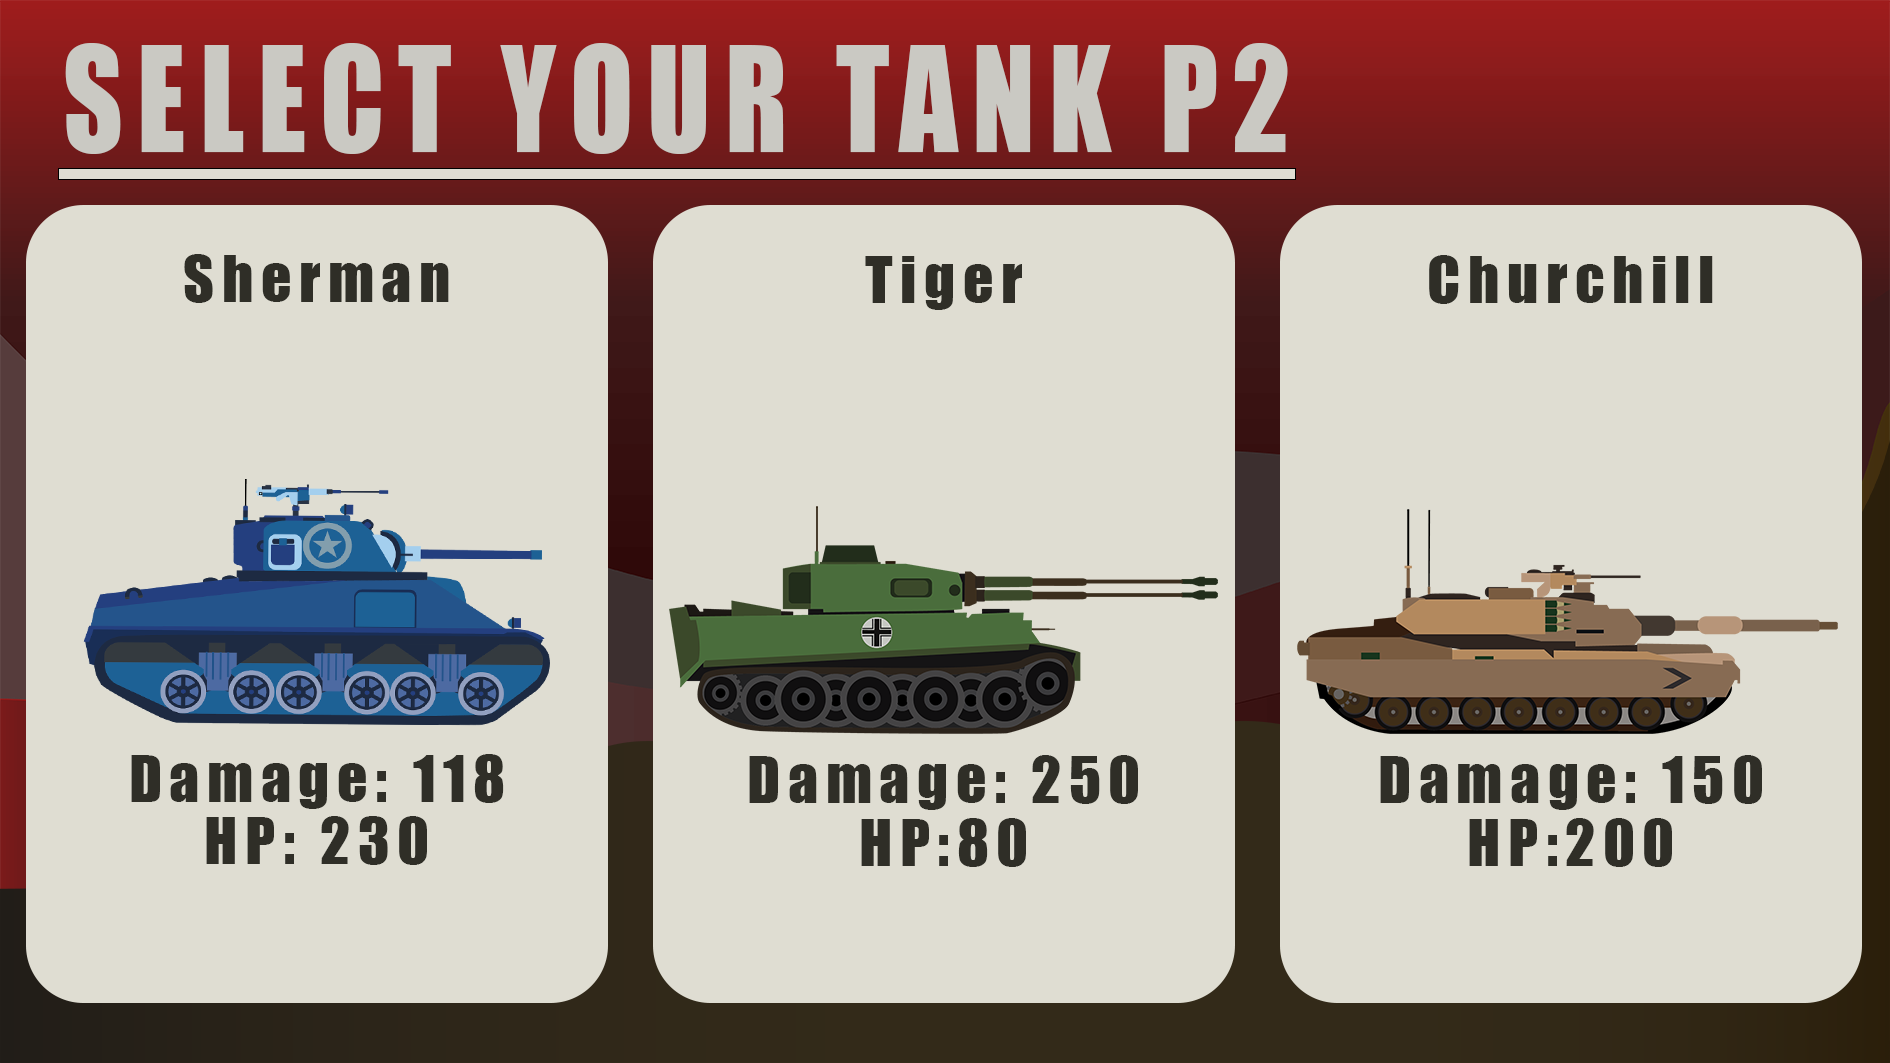 SELECT YOUR TANK P2
Sherman
Damage: 118
HP: 230
Tiger
Damage: 250
HP:80
Churchill
Damage: 150
HP:200